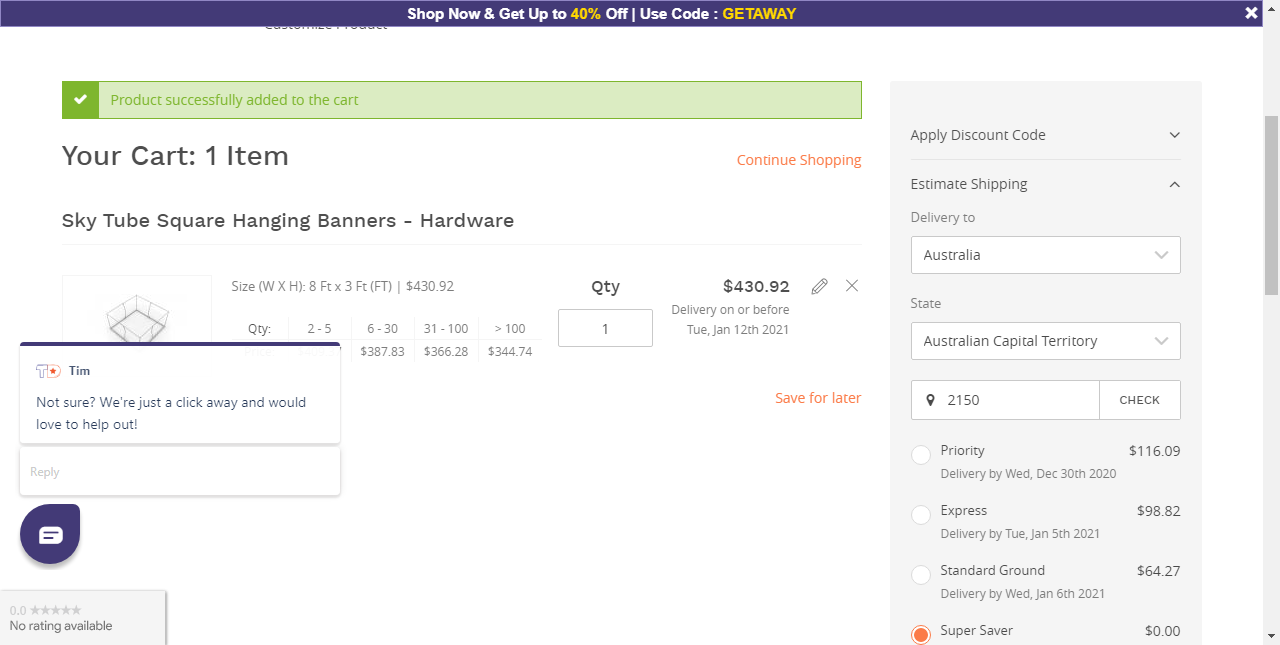 Shop Now & Get Up to 40% Off | Use Code : GETAWAY
Customize Product
Product successfully added to the cart
Your Cart: 1 Item
Continue Shopping
Sky Tube Square Hanging Banners - Hardware
Size (W X H): 8 Ft x 3 Ft (FT) | $430.92
Qty: 2 - 5 6 - 30 31 - 100 > 100
$387.83 $366.28 $344.74
Qty
1
$430.92
Delivery on or before
Tue, Jan 12th 2021
Save for later
Tim
Not sure? We're just a click away and would
love to help out!
Reply
0.0
No rating available
Apply Discount Code
Estimate Shipping
Delivery to
Australia
State
Australian Capital Territory
2150 CHECK
Priority $116.09
Delivery by Wed, Dec 30th 2020
Express $98.82
Delivery by Tue, Jan 5th 2021
Standard Ground $64.27
Delivery by Wed, Jan 6th 2021
Super Saver $0.00